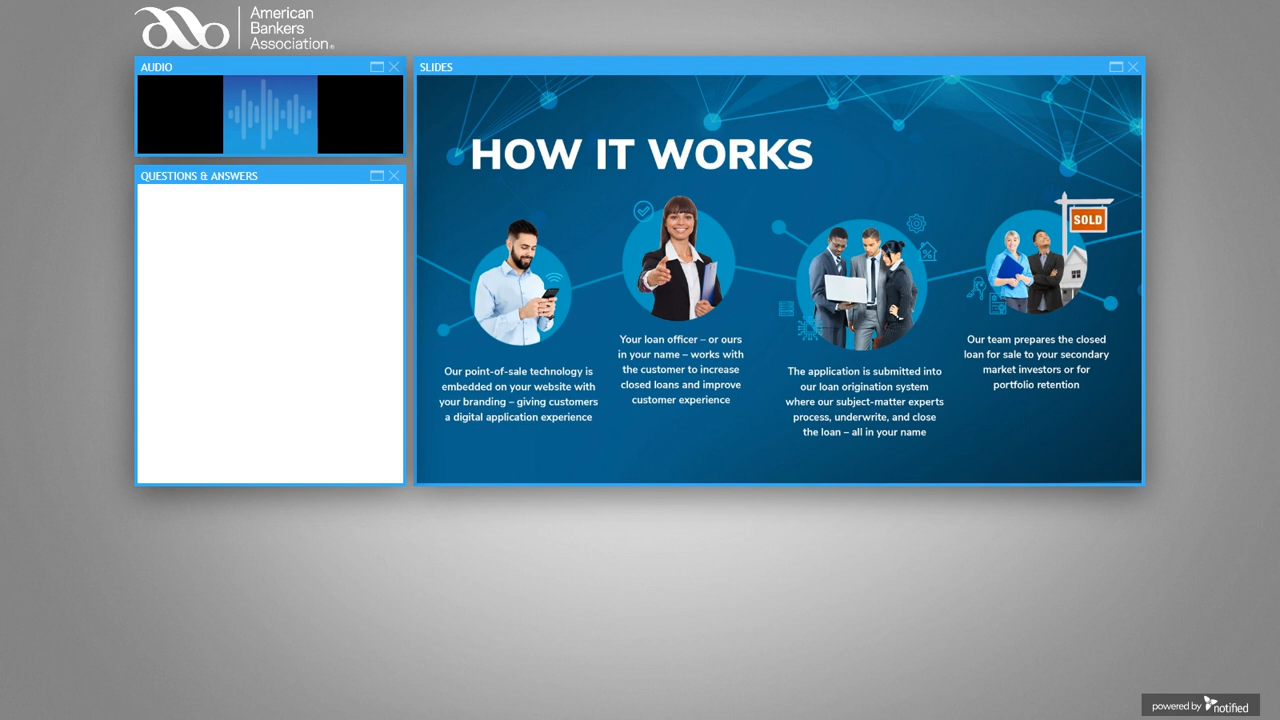 American
Bankers
Association®
AUDIO
SLIDES
QUESTIONS & ANSWERS
HOW IT WORKS
SOLD
Our point-of-sale technology is
embedded on your website with
your branding – giving customers
a digital application experience
Your loan officer – or ours
in your name – works with
the customer to increase
closed loans and improve
customer experience
The application is submitted into
our loan origination system
where our subject-matter experts
process, underwrite, and close
the loan – all in your name
Our team prepares the closed
loan for sale to your secondary
market investors or for
portfolio retention
powered by notified